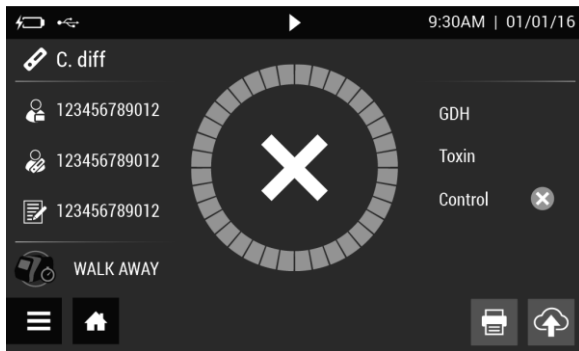 9:30AM | 01/01/16
C. diff
123456789012
123456789012
123456789012
WALK AWAY
GDH
Toxin
Control